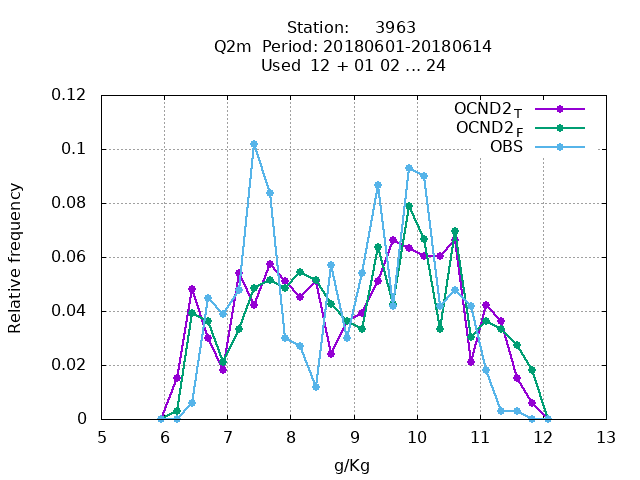 Station: 3963
Q2m Period: 20180601-20180614
Used 12 + 01 02 ... 24
0.12
0.1
0.08
0.06
0.04
0.02
0
Relative frequency
OCND2T
OCND2F
OBS
5 6 7 8 9 10 11 12 13
g/Kg